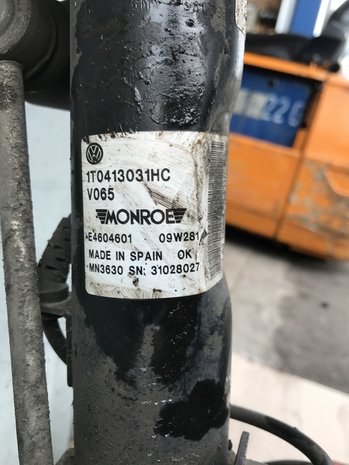 1T0413031HC
V065
MONROE
E4604601 09W281
MADE IN SPAIN OK
MN3630 SN: 31028027